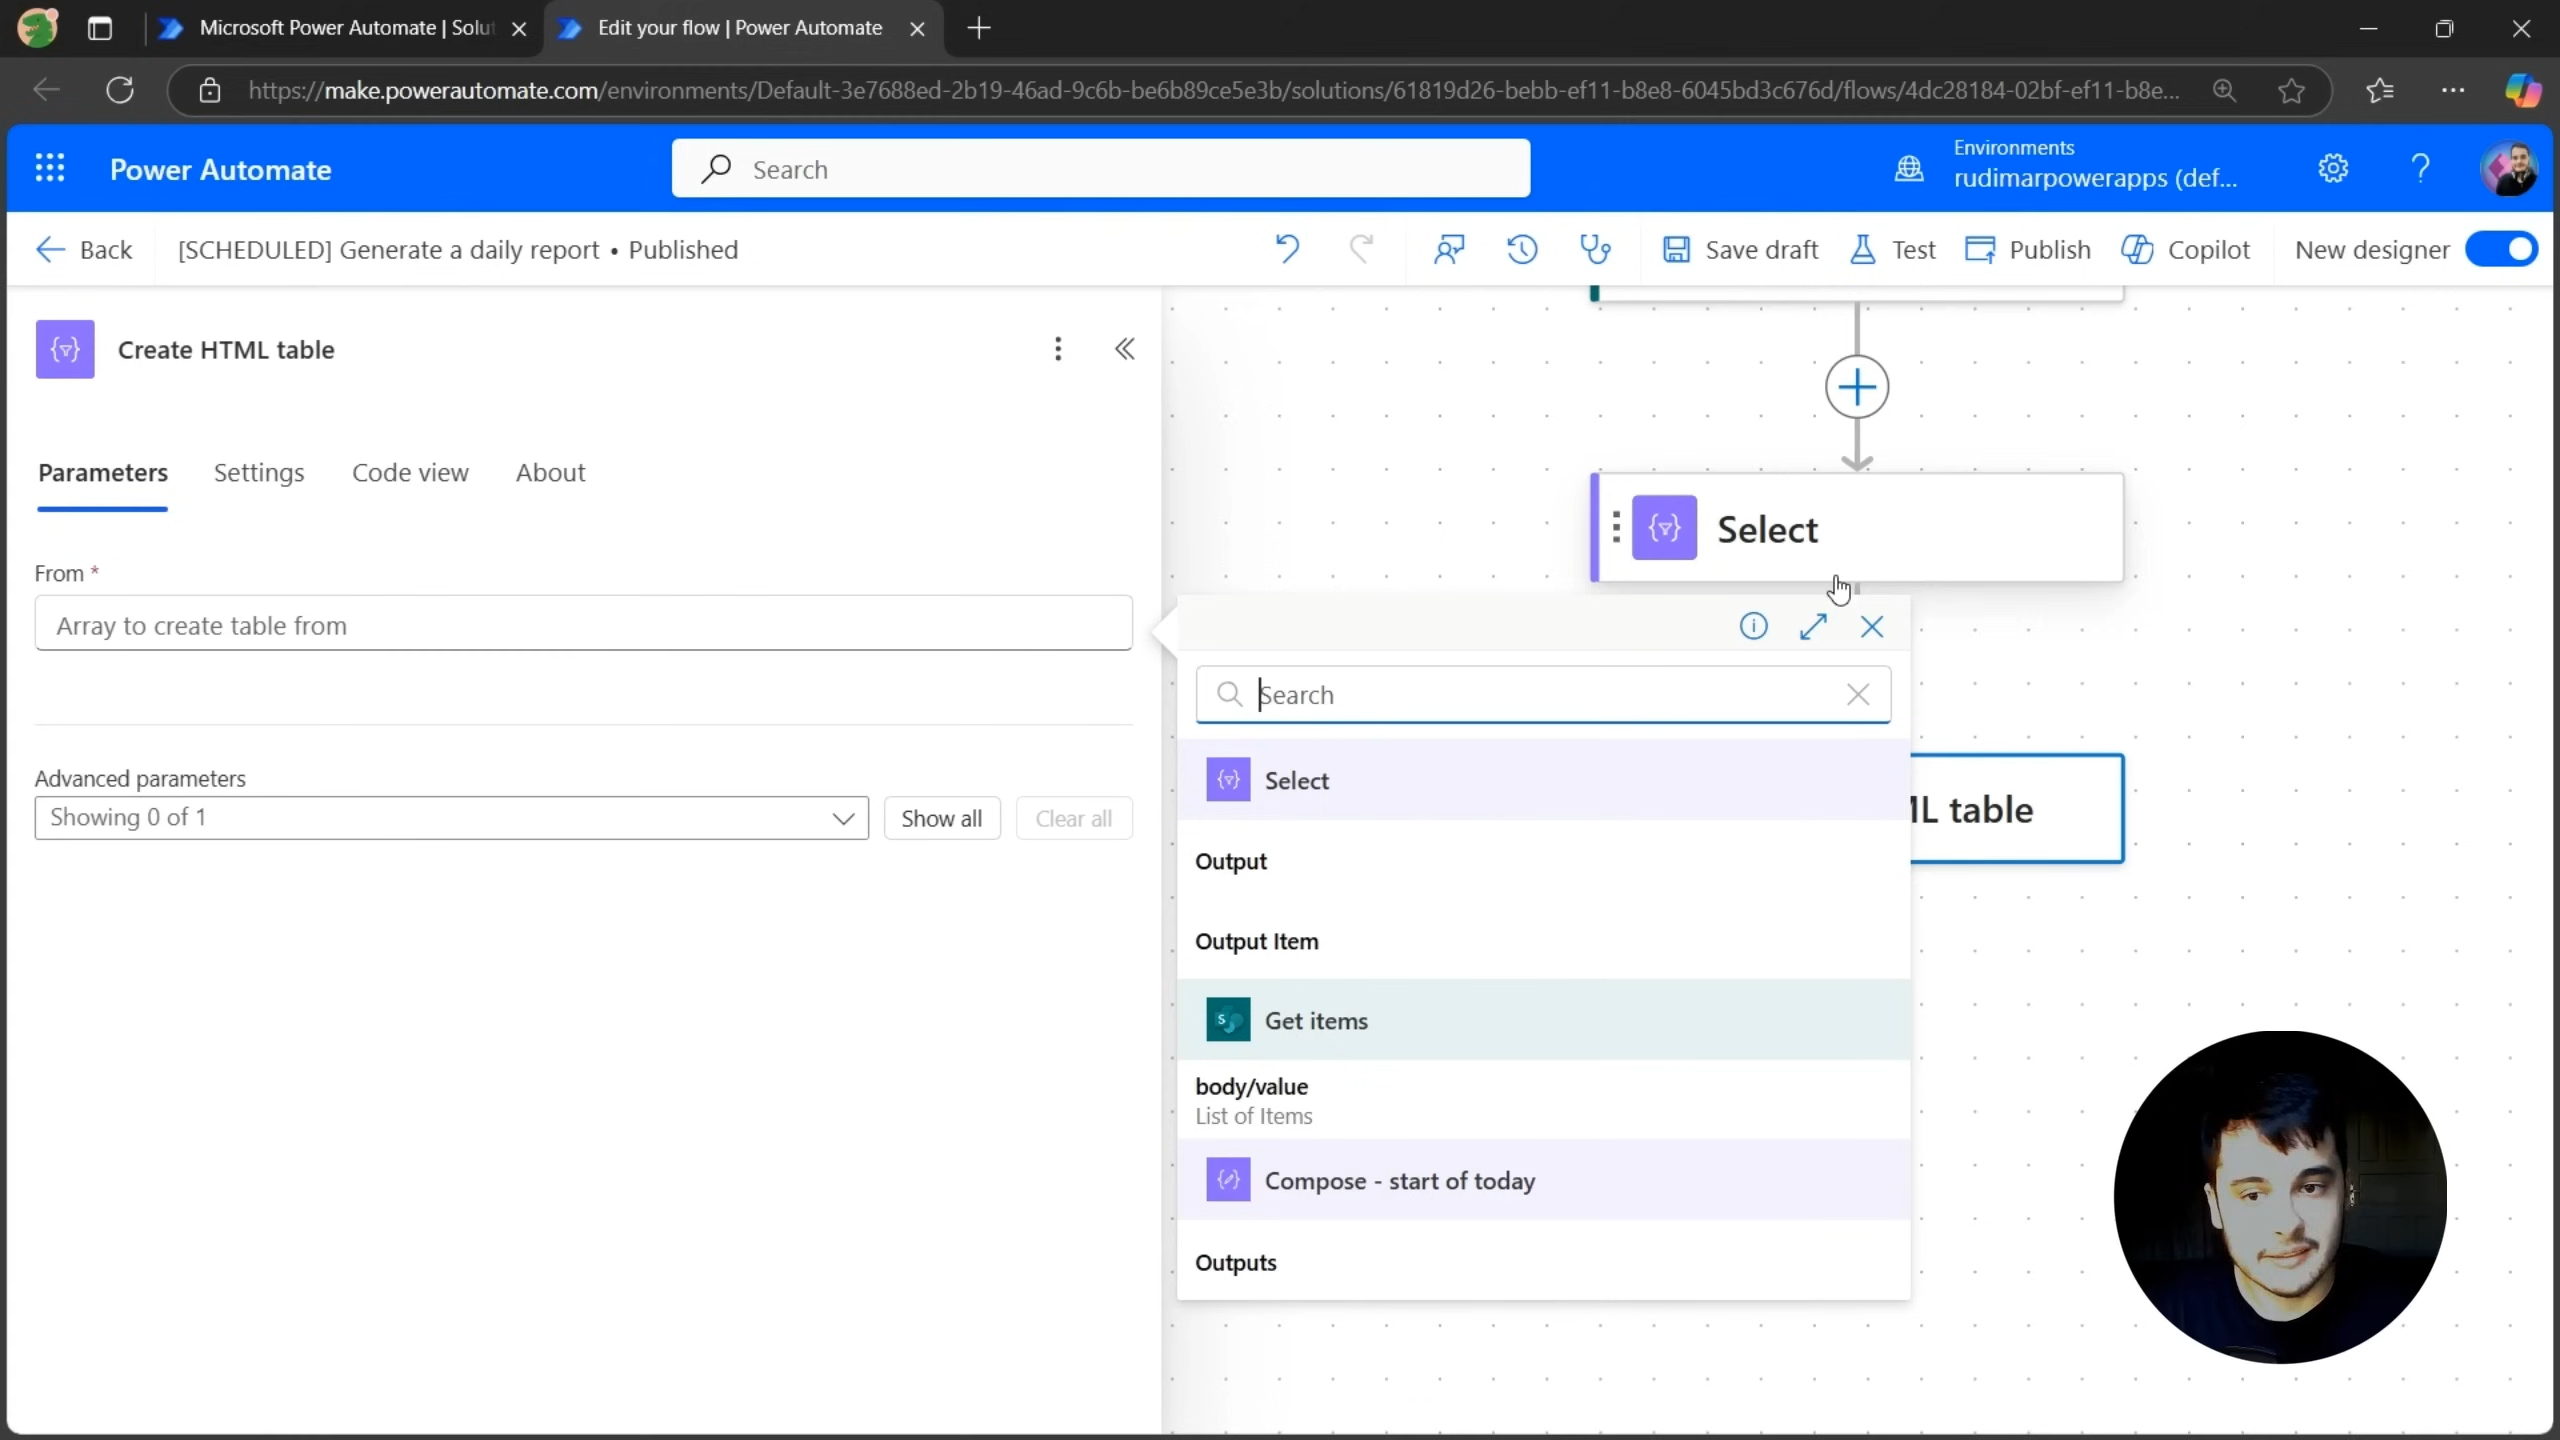 Microsoft Power Automate | Solut
Edit your flow | Power Automate
https://make.powerautomate.com/environments/Default-3e7688ed-2b19-46ad-9c6b-be6b89ce5e3b/solutions/61819d26-bebb-ef11-b8e8-6045bd3c676d/flows/4dc28184-02bf-ef11-b8e...
Power Automate
Search
Environments
rudimarpowerapps (def...
Back
[SCHEDULED] Generate a daily report • Published
Save draft
Test
Publish
Copilot
New designer
Create HTML table
Parameters
Settings
Code view
About
From *
Array to create table from
Advanced parameters
Showing 0 of 1
Show all
Clear all
Select
Search
Select
Output
Output Item
Get items
body/value
List of Items
Compose - start of today
Outputs
ML table